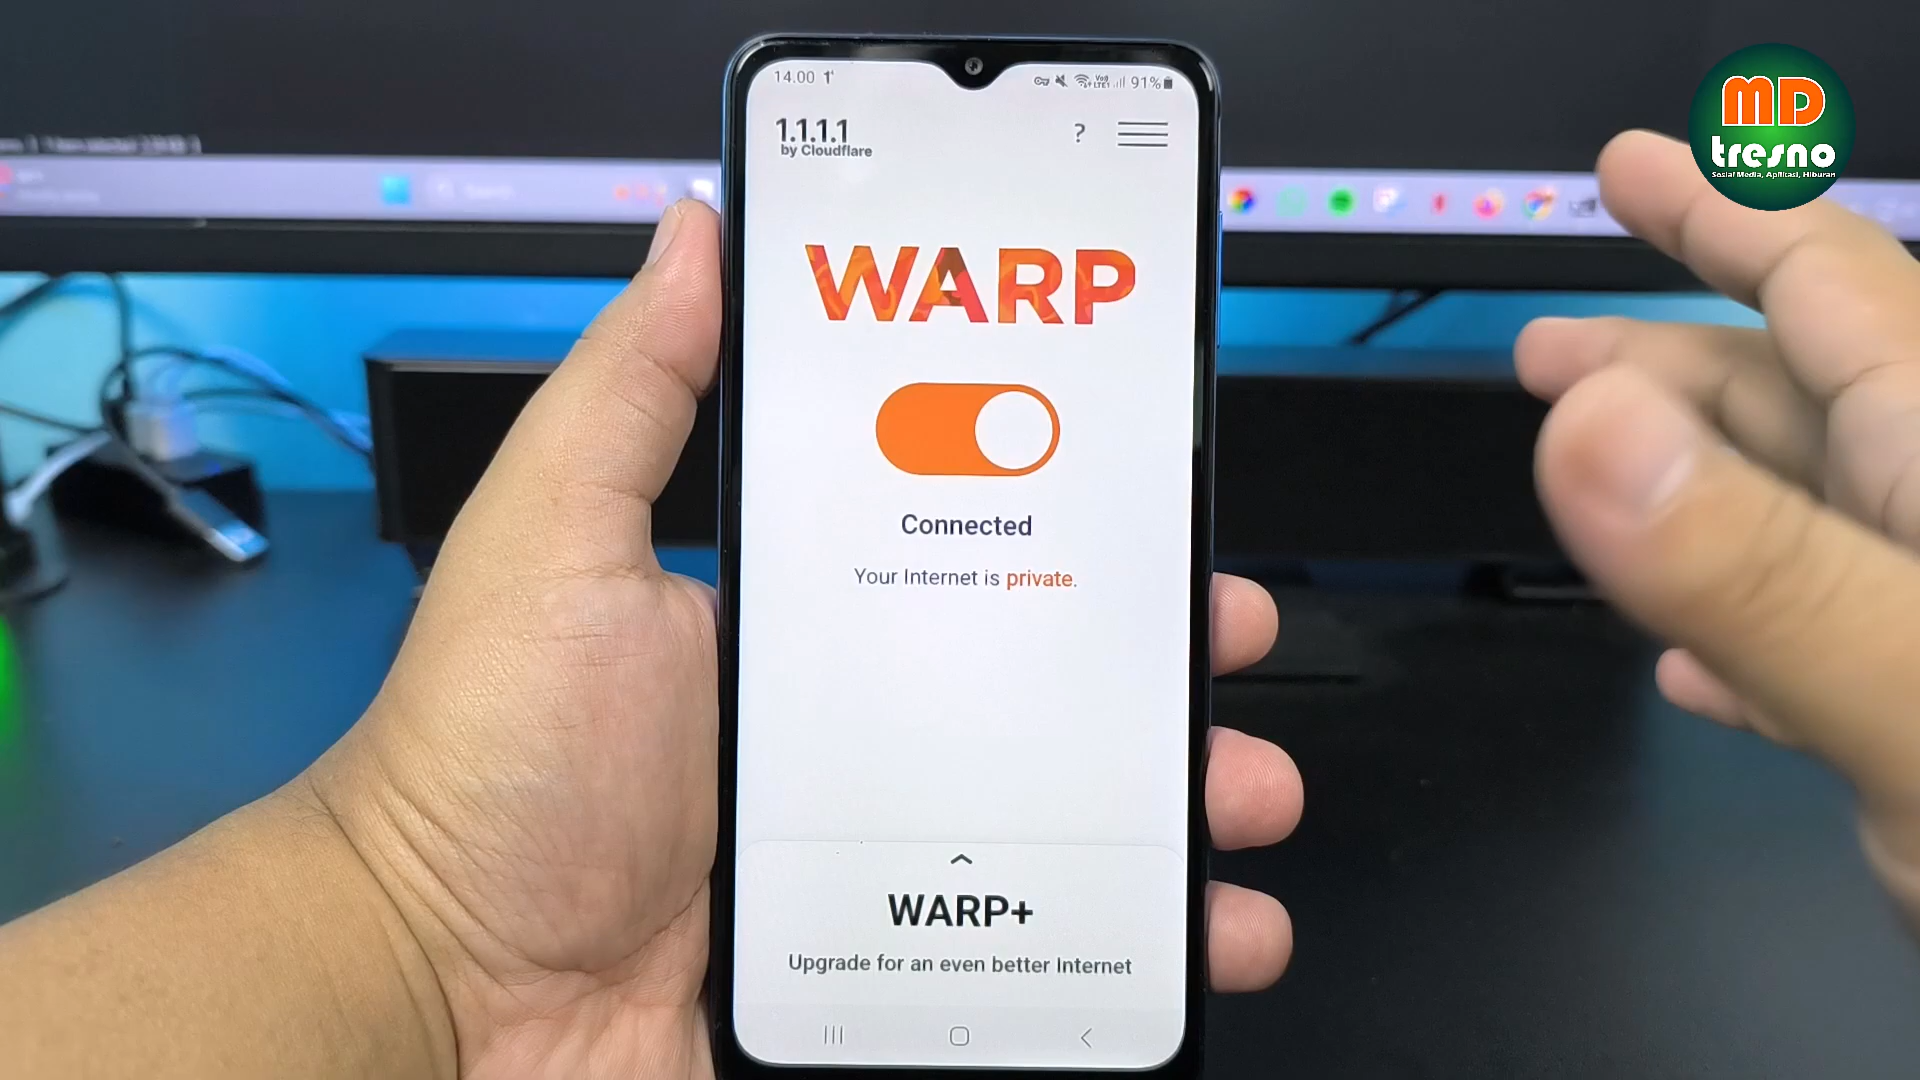 MD
tresno
Sosial Media, Aplikasi, Hiburan
14.00
91%
1.1.1.1
by Cloudflare
?
WARP
Connected
Your Internet is private.
WARP+
Upgrade for an even better Internet